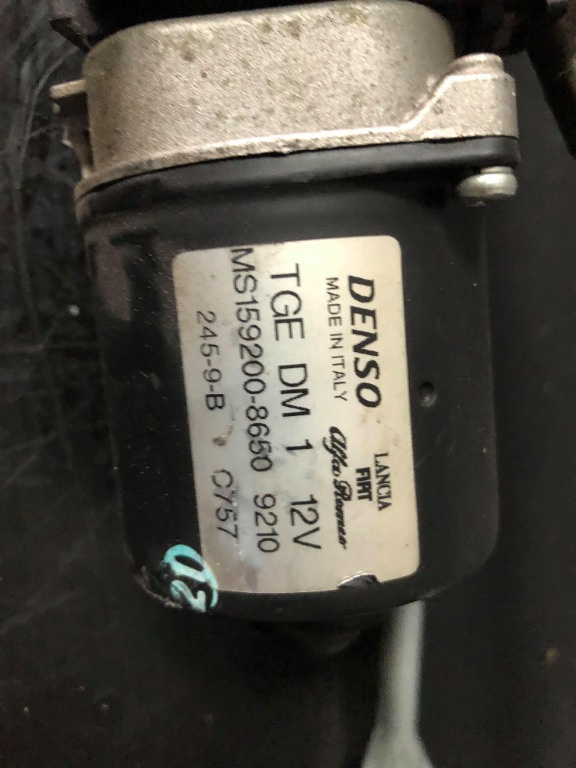 DENSO
MADE IN ITALY
LANCIA
FIAT
Alfa Romeo
TGE DM 1 12V
MS159200-8650 9210
245-9-B C757